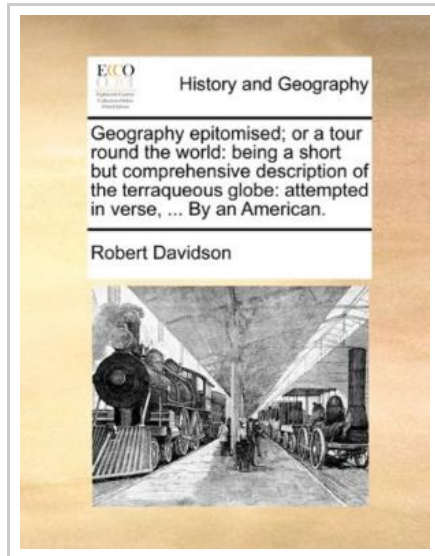 ECCO
History and Geography
Geography epitomised; or a tour
round the world: being a short
but comprehensive description of
the terraqueous globe: attempted
in verse, ... By an American.
Robert Davidson